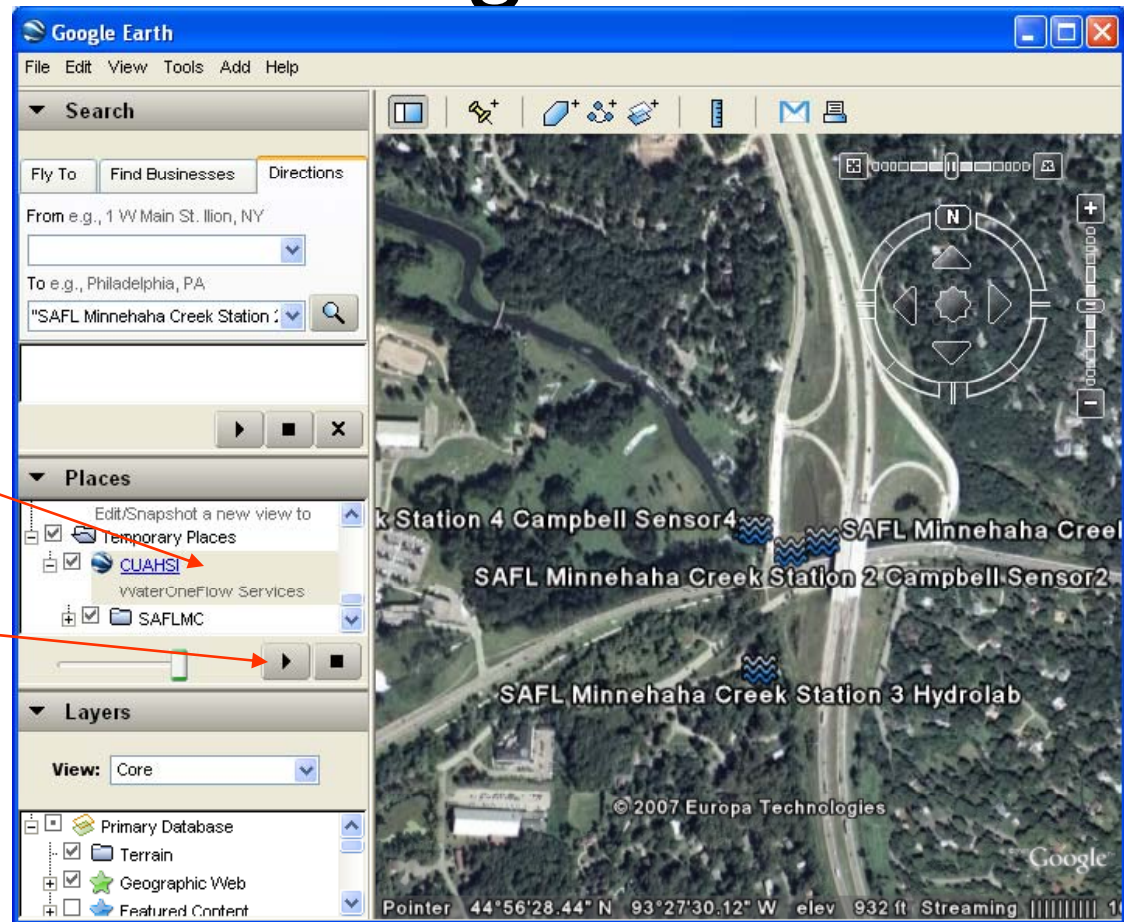 g
Google Earth
File Edit View Tools Add Help
Search
Fly To Find Businesses Directions
From e.g., 1 W Main St. Ilion, NY
To e.g., Philadelphia, PA
"SAFL Minnehaha Creek Station
Places
Edit/Snapshot a new view to
Temporary Places
CUAHSI
WaterOneFlow Services
SAFLMC
Layers
View: Core
Primary Database
Terrain
Geographic Web
Featured Content
N
k Station 4 Campbell Sensor4
SAFL Minnehaha Creel
SAFL Minnehaha Creek Station 2 Campbell Sensor2
SAFL Minnehaha Creek Station 3 Hydrolab
© 2007 Europa Technologies
Google
Pointer 44°56'28.44" N 93°27'30.12" W elev 932 ft Streaming |||||||||